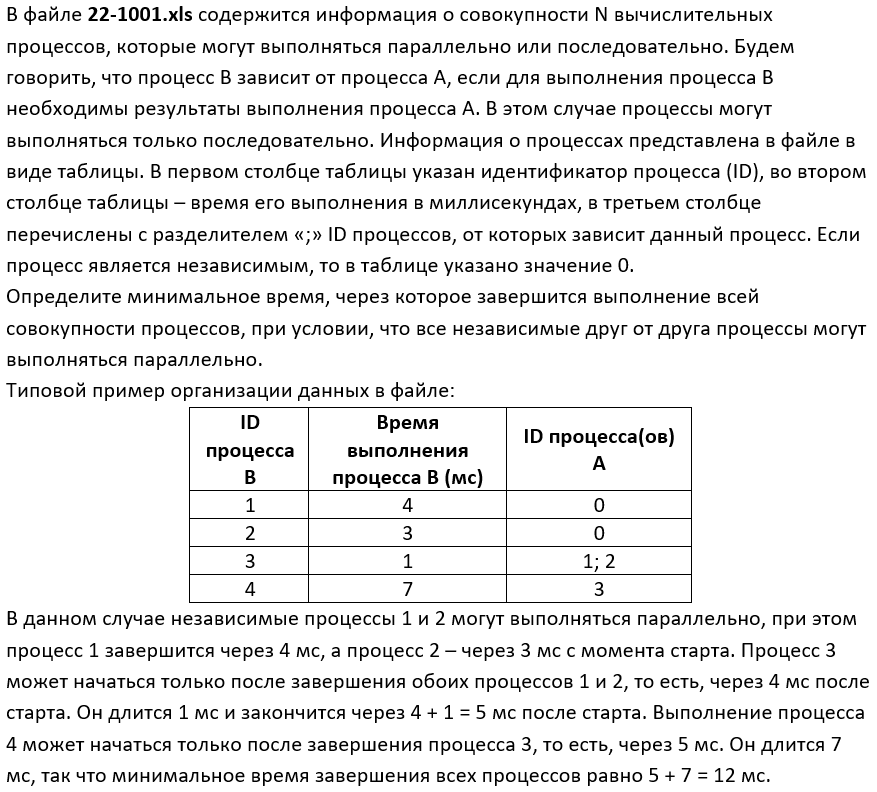 В файле 22-1001.xls содержится информация о совокупности N вычислительных
процессов, которые могут выполняться параллельно или последовательно. Будем
говорить, что процесс B зависит от процесса A, если для выполнения процесса B
необходимы результаты выполнения процесса A. В этом случае процессы могут
выполняться только последовательно. Информация о процессах представлена в файле в
виде таблицы. В первом столбце таблицы указан идентификатор процесса (ID), во втором
столбце таблицы – время его выполнения в миллисекундах, в третьем столбце
перечислены с разделителем «;» ID процессов, от которых зависит данный процесс. Если
процесс является независимым, то в таблице указано значение 0.
Определите минимальное время, через которое завершится выполнение всей
совокупности процессов, при условии, что все независимые друг от друга процессы могут
выполняться параллельно.
Типовой пример организации данных в файле:
ID
процесса
B
Время
выполнения
процесса B (мс)
ID процесса(ов)
A
1 4 0
2 3 0
3 1 1; 2
4 7 3
В данном случае независимые процессы 1 и 2 могут выполняться параллельно, при этом
процесс 1 завершится через 4 мс, а процесс 2 – через 3 мс с момента старта. Процесс 3
может начаться только после завершения обоих процессов 1 и 2, то есть, через 4 мс после
старта. Он длится 1 мс и закончится через 4 + 1 = 5 мс после старта. Выполнение процесса
4 может начаться только после завершения процесса 3, то есть, через 5 мс. Он длится 7
мс, так что минимальное время завершения всех процессов равно 5 + 7 = 12 мс.